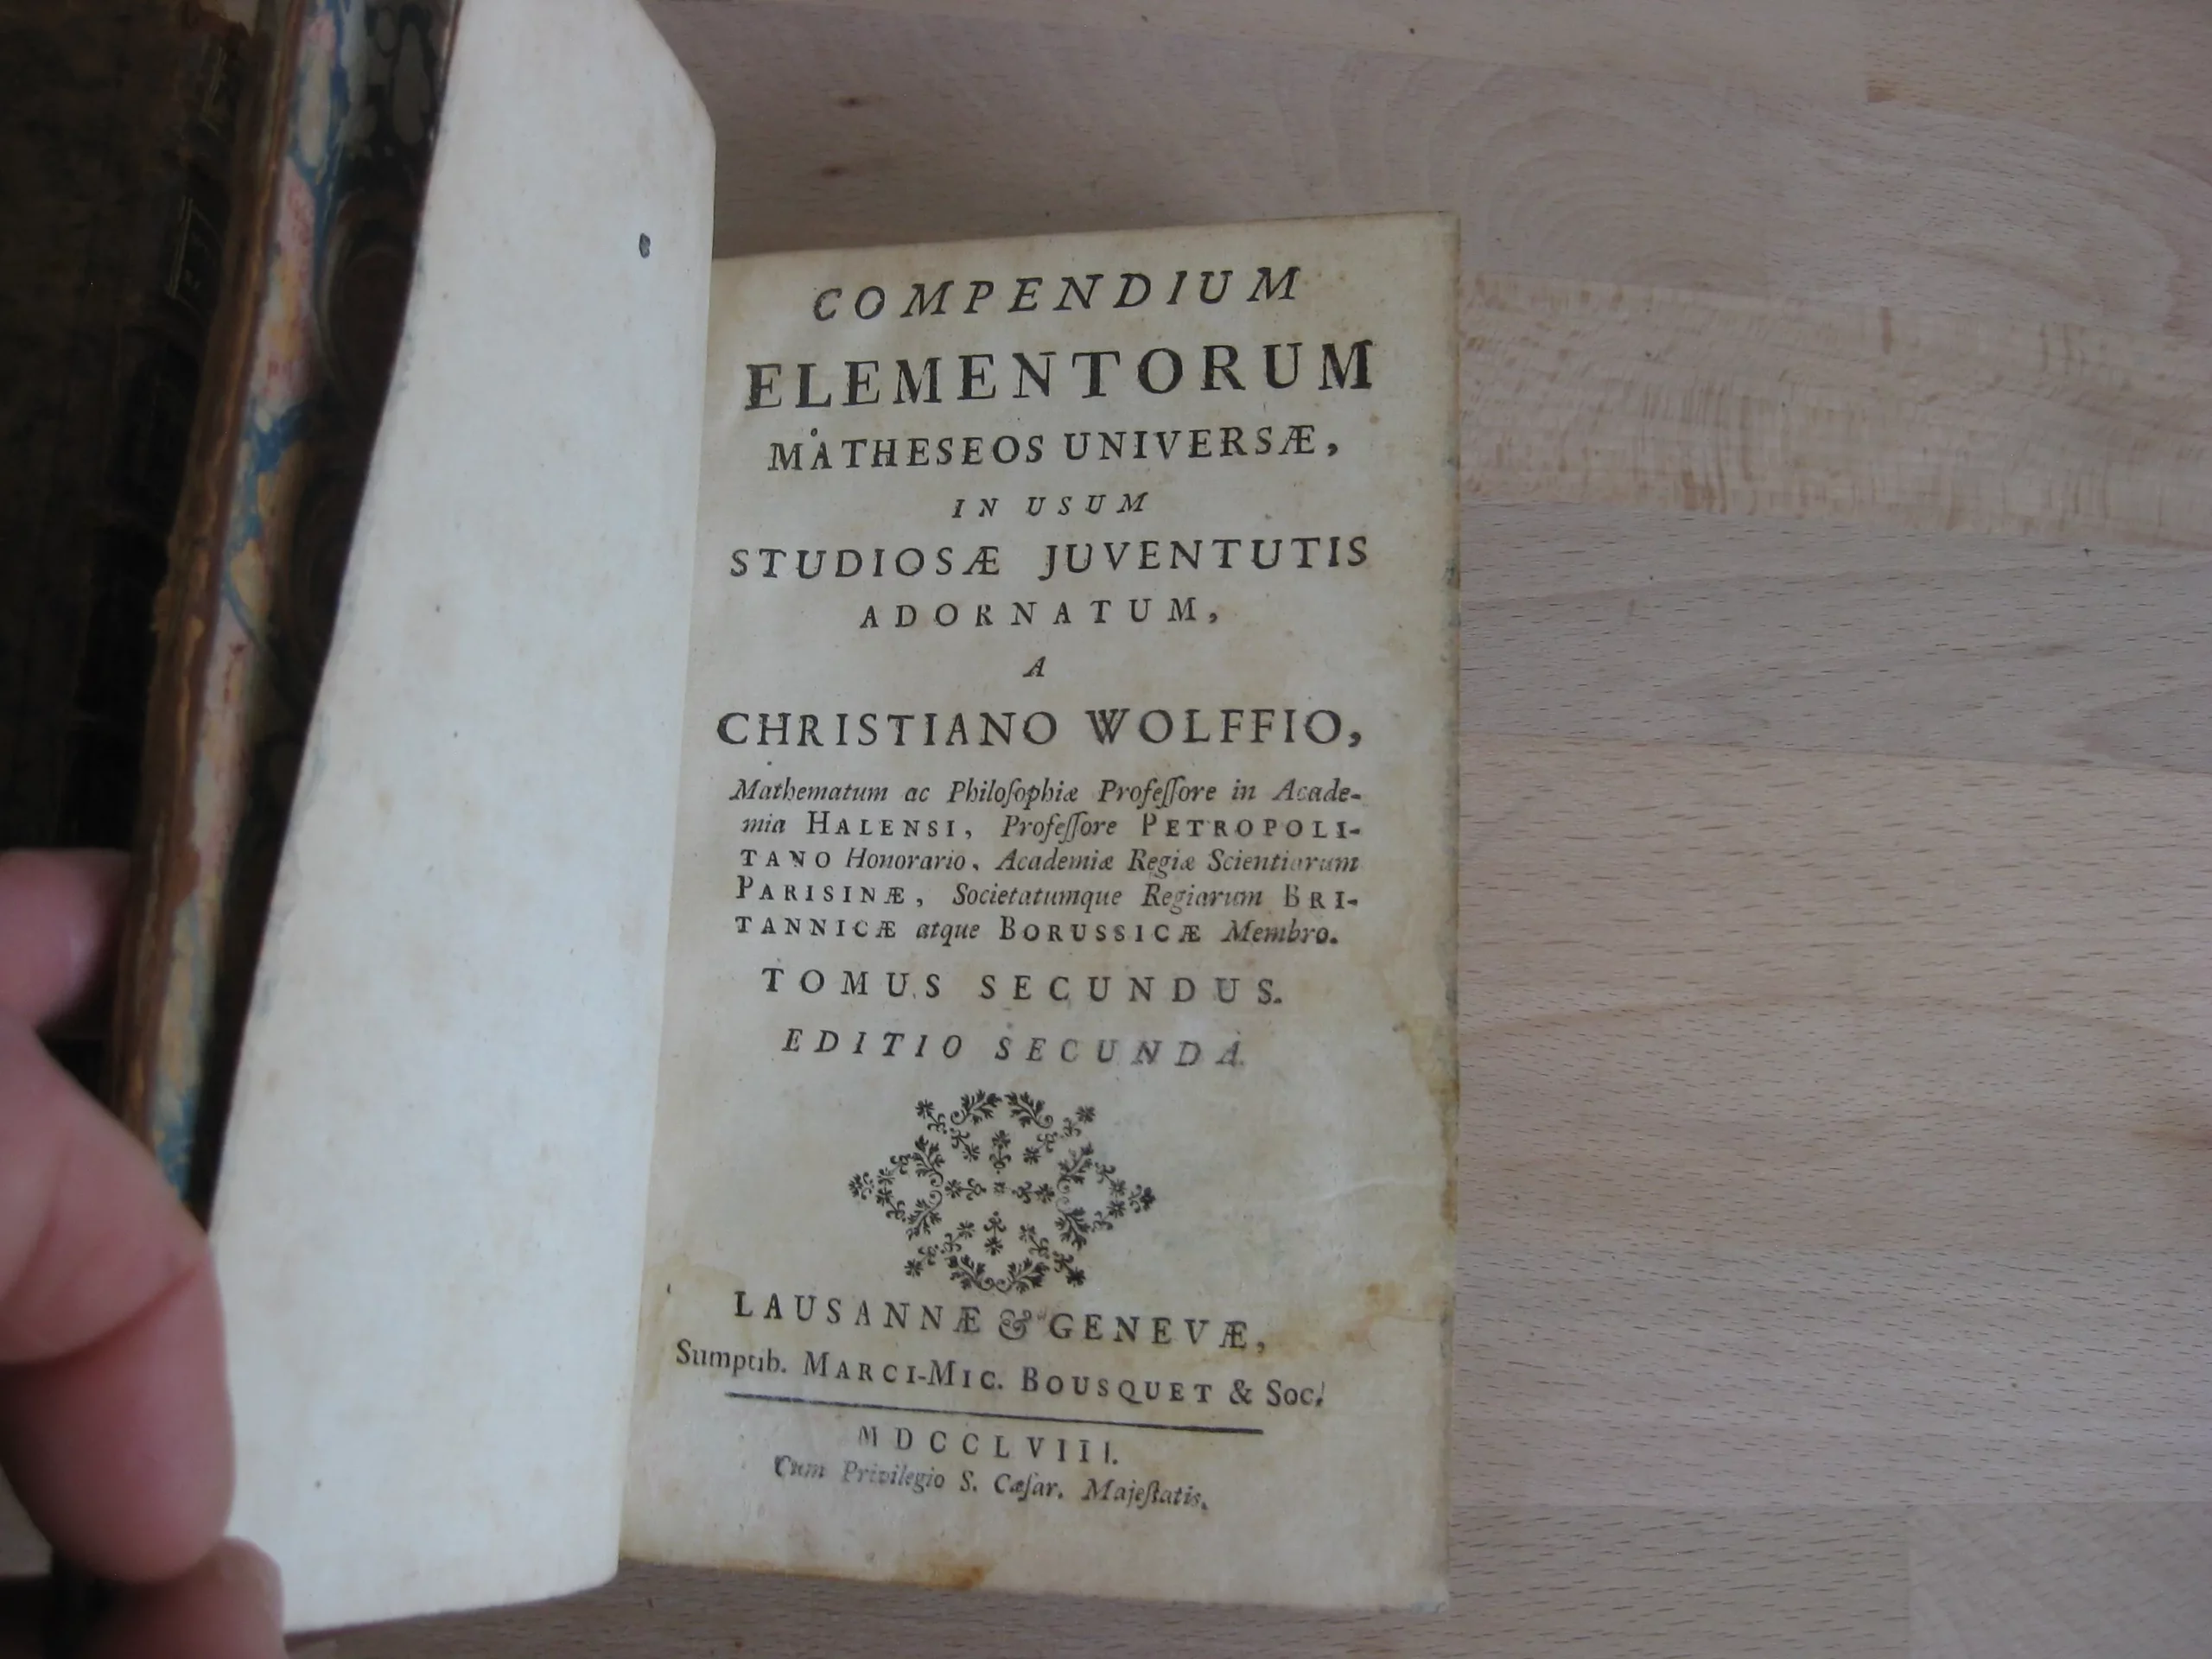 COMPENDIUM
ELEMENTORUM
MATHESEOS UNIVERSÆ,
IN USUM
STUDIOSÆ JUVENTUTIS
ADORNATUM,
A
CHRISTIANO WOLFFIO,
Mathematum ac Philoſophiæ Profeſſore in Acade-
mia HALENSI, Profeſſore PETROPOLI-
TANO Honorario, Academiæ Regiæ Scientiarum
PARISINÆ, Societatumque Regiarum BRI-
TANNICÆ atque BORUSSICÆ Membro.
TOMUS SECUNDUS.
EDITIO SECUNDA.
LAUSANNÆ & GENEVÆ,
Sumptib. MARCI-MIC. BOUSQUET & Soc.
MDCCLVIII.
Cum Privilegio S. Cæſar. Majeſtatis.